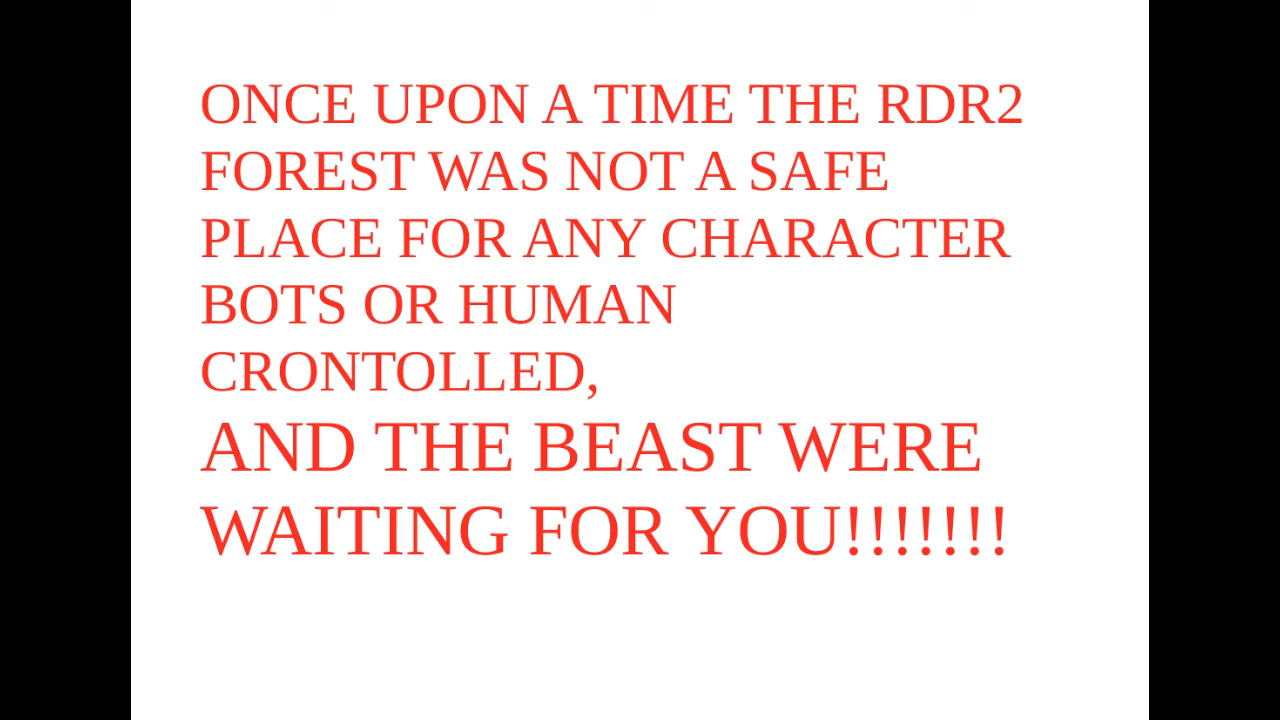 ONCE UPON A TIME THE RDR2
FOREST WAS NOT A SAFE
PLACE FOR ANY CHARACTER
BOTS OR HUMAN
CRONTOLLED,
AND THE BEAST WERE
WAITING FOR YOU!!!!!!!